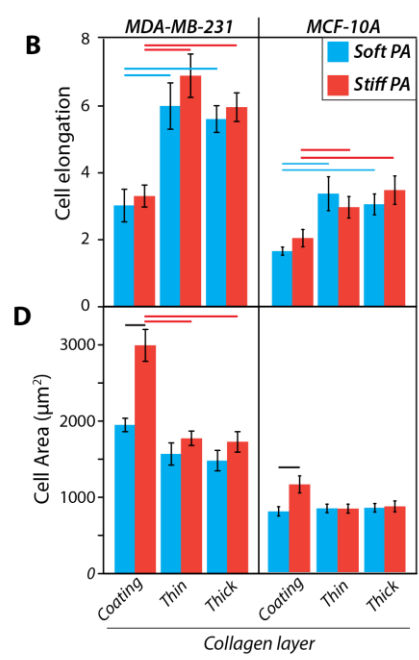 MDA-MB-231 MCF-10A
B
Soft PA
Stiff PA
Cell elongation
8
6
4
2
0
D
Cell Area (µm²)
3000
2000
1000
0
Coating Thin Thick Coating Thin Thick
Collagen layer